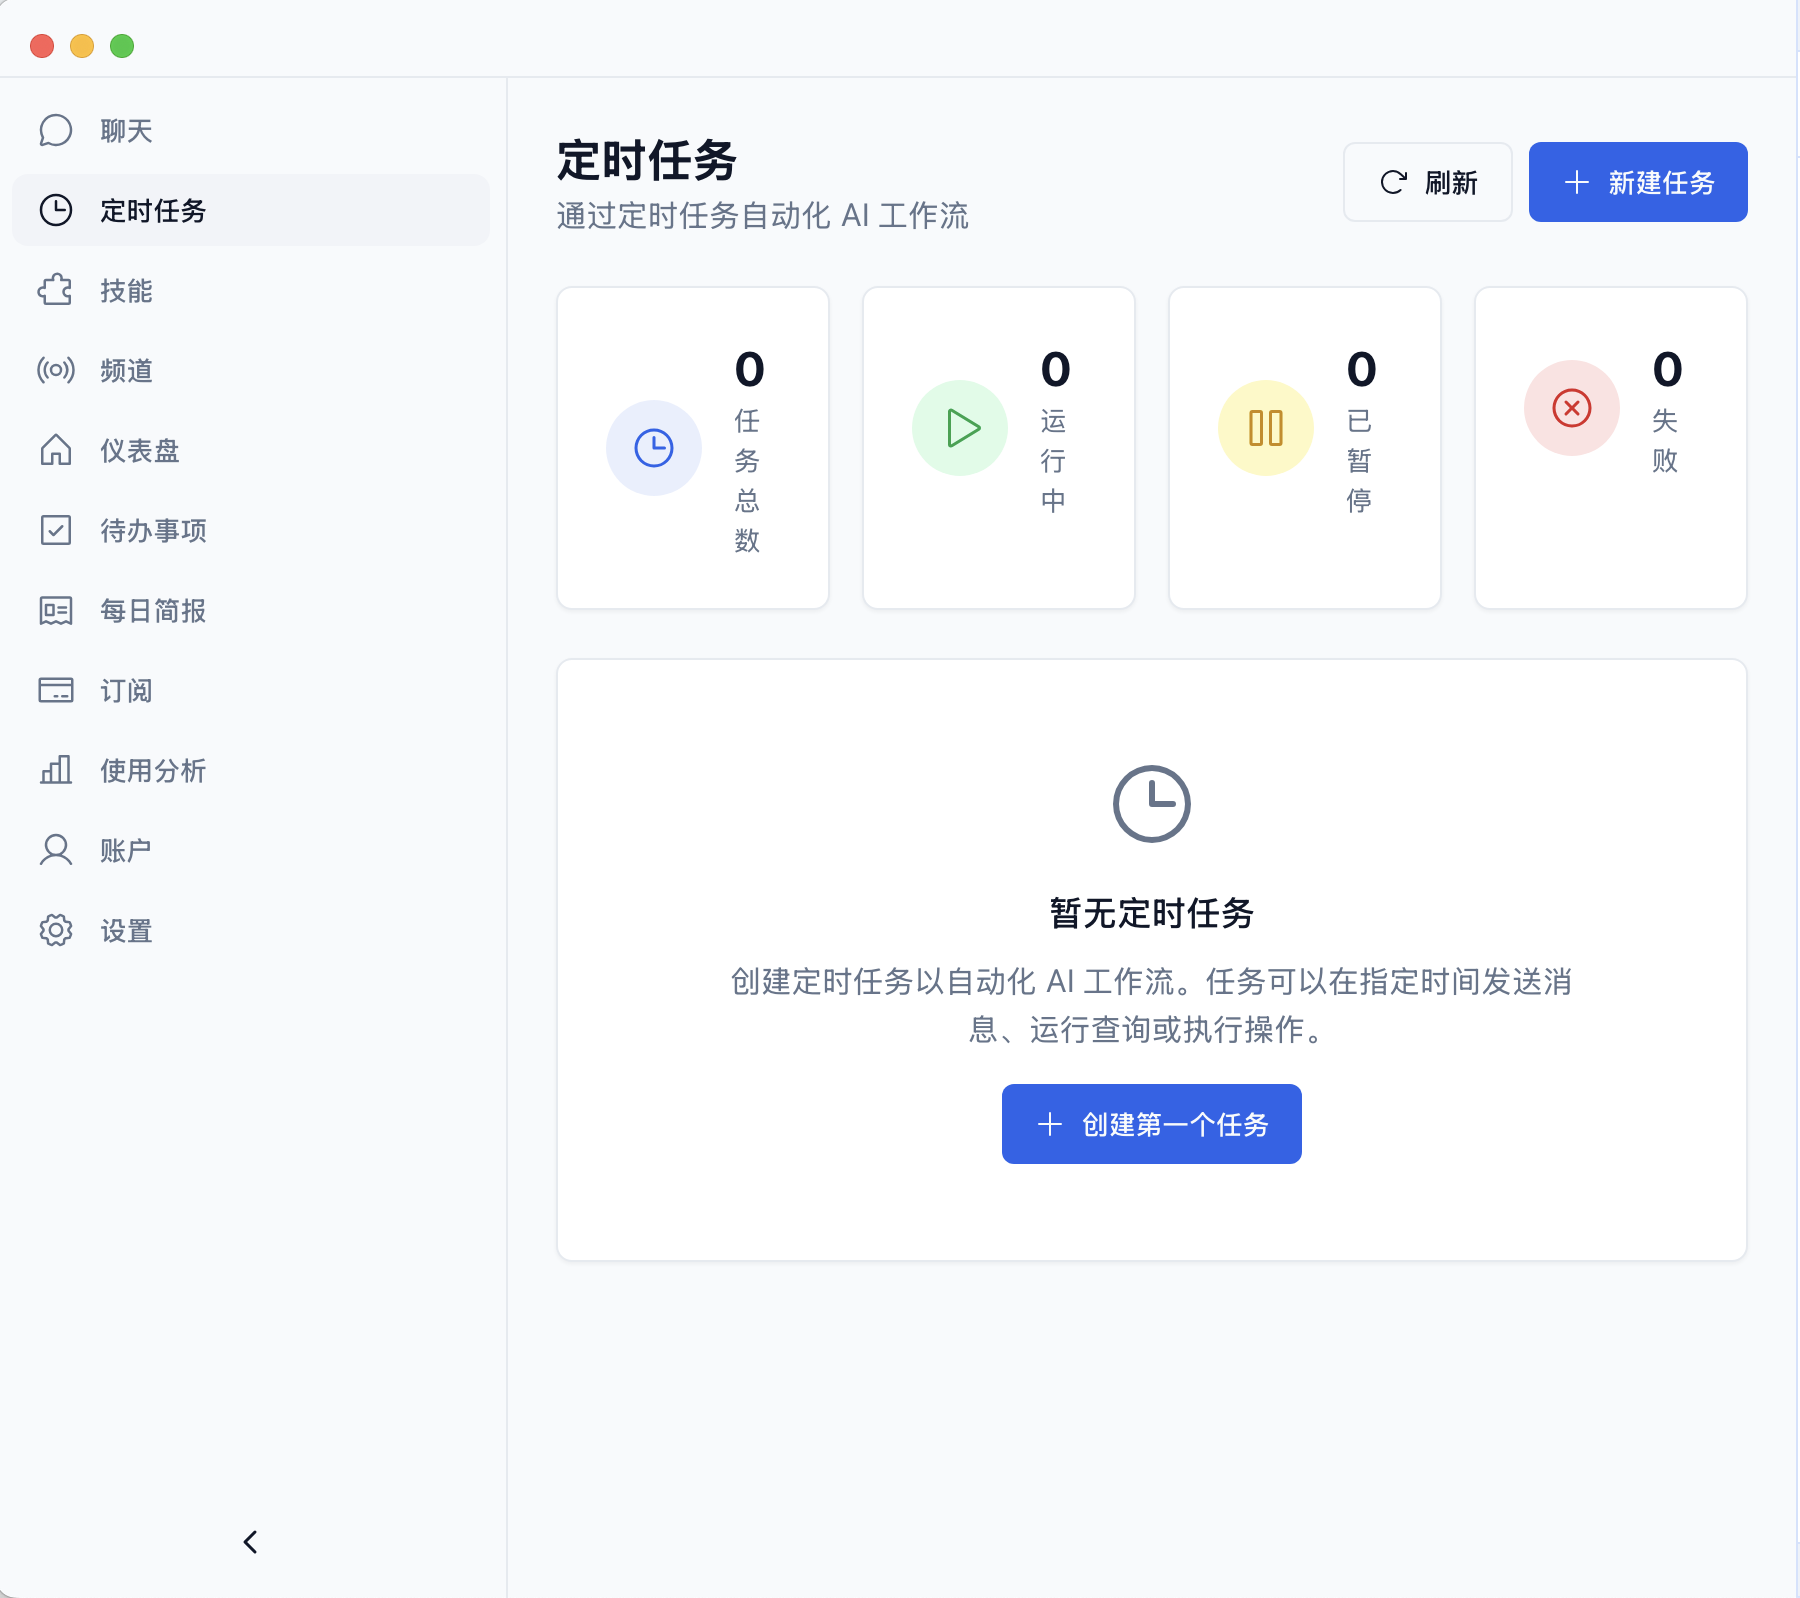 聊天
定时任务
技能
频道
仪表盘
待办事项
每日简报
订阅
使用分析
账户
设置
定时任务
通过定时任务自动化 AI 工作流
刷新
新建任务
0
任
务
总
数
0
运
行
中
0
已
暂
停
0
失
败
暂无定时任务
创建定时任务以自动化 AI 工作流。任务可以在指定时间发送消
息、运行查询或执行操作。
创建第一个任务